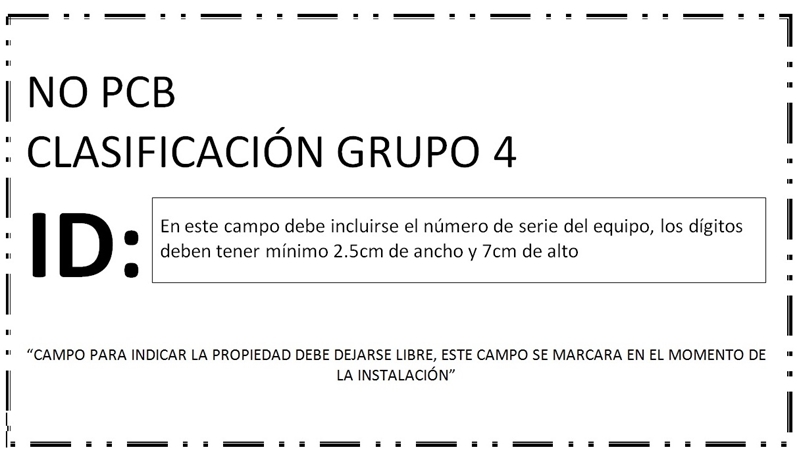 NO PCB
CLASIFICACIÓN GRUPO 4
ID:
En este campo debe incluirse el número de serie del equipo, los dígitos
deben tener mínimo 2.5cm de ancho y 7cm de alto
“CAMPO PARA INDICAR LA PROPIEDAD DEBE DEJARSE LIBRE, ESTE CAMPO SE MARCARA EN EL MOMENTO DE
LA INSTALACIÓN”